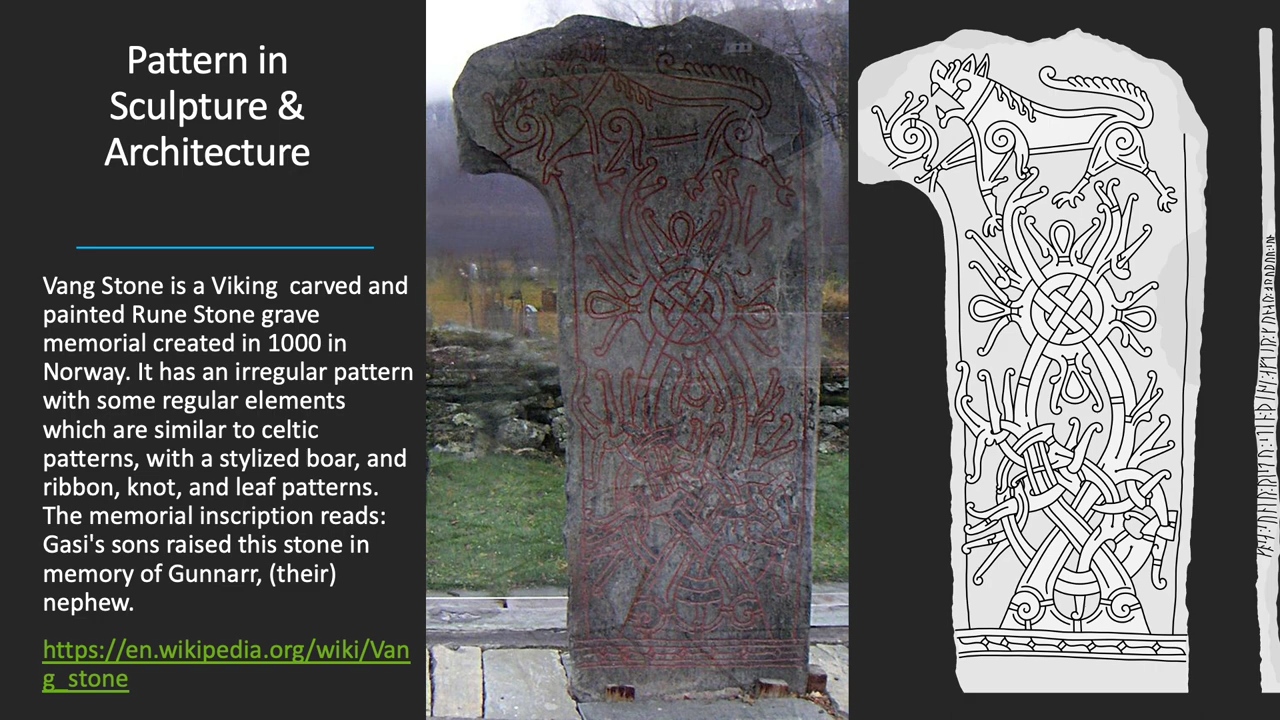 Pattern in
Sculpture &
Architecture
Vang Stone is a Viking  carved and
painted Rune Stone grave
memorial created in 1000 in
Norway. It has an irregular pattern
with some regular elements
which are similar to celtic
patterns, with a stylized boar, and
ribbon, knot, and leaf patterns.
The memorial inscription reads:
Gasi's sons raised this stone in
memory of Gunnarr, (their)
nephew.
https://en.wikipedia.org/wiki/Van
g_stone